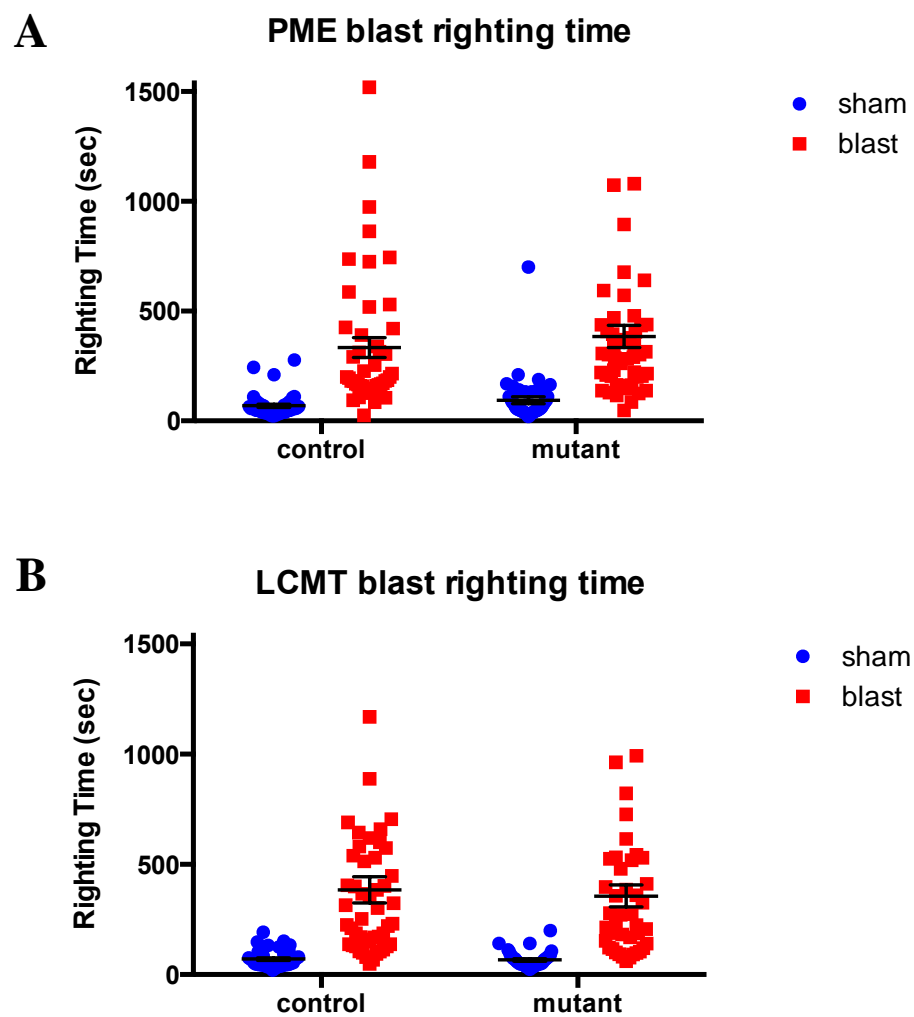 A
PME blast righting time
Righting Time (sec)
1500
1000
500
0
control
mutant
sham
blast
B
LCMT blast righting time
Righting Time (sec)
1500
1000
500
0
control
mutant
sham
blast